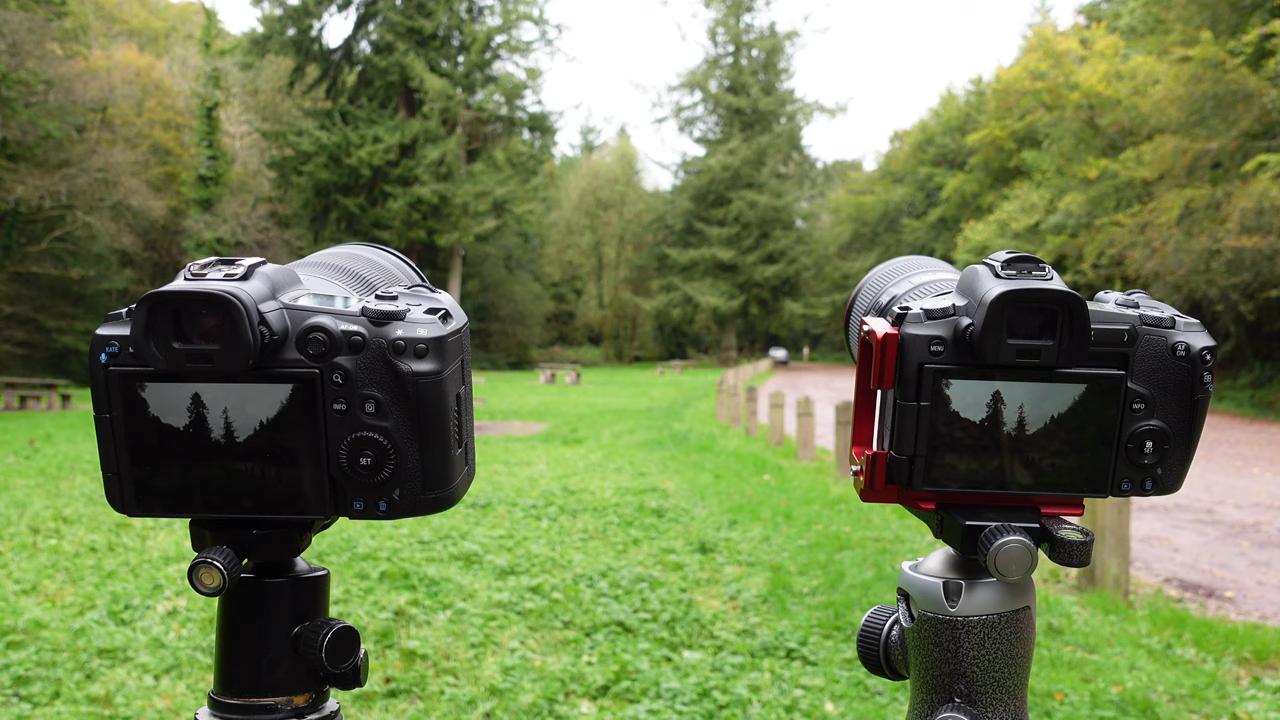 RATE
AF-ON
INFO
Q
SET
MENU
AF
ON
INFO
SET